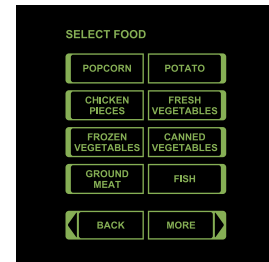 SELECT FOOD
POPCORN
POTATO
CHICKEN
PIECES
FRESH
VEGETABLES
FROZEN
VEGETABLES
CANNED
VEGETABLES
GROUND
MEAT
FISH
BACK
MORE